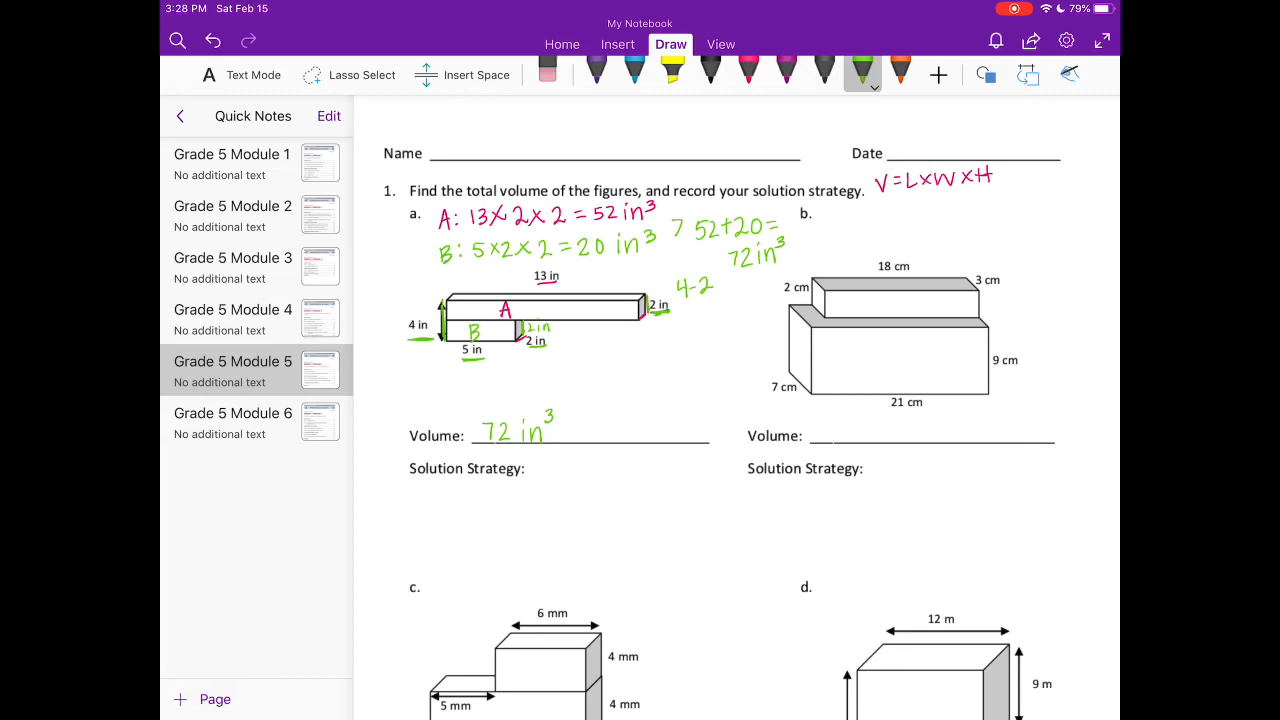 3:28 PM Sat Feb 15
79%
My Notebook
Home Insert Draw View
Text Mode Lasso Select Insert Space
Quick Notes Edit
Grade 5 Module 1
No additional text
Grade 5 Module 2
No additional text
Grade 5 Module 3
No additional text
Grade 5 Module 4
No additional text
Grade 5 Module 5
No additional text
Grade 5 Module 6
No additional text
Page
Name Date
1. Find the total volume of the figures, and record your solution strategy.
V=L×W×H
a.
A: 13×2×2=52 in³
B: 5×2×2=20 in³
52+20=
72in³
4-2
13 in
A
2 in
4 in
B
2in
2 in
5 in
Volume: 72 in³
Solution Strategy:
b.
18 cm
2 cm
3 cm
9 cm
7 cm
21 cm
Volume:
Solution Strategy:
c.
6 mm
4 mm
5 mm
4 mm
d.
12 m
9 m